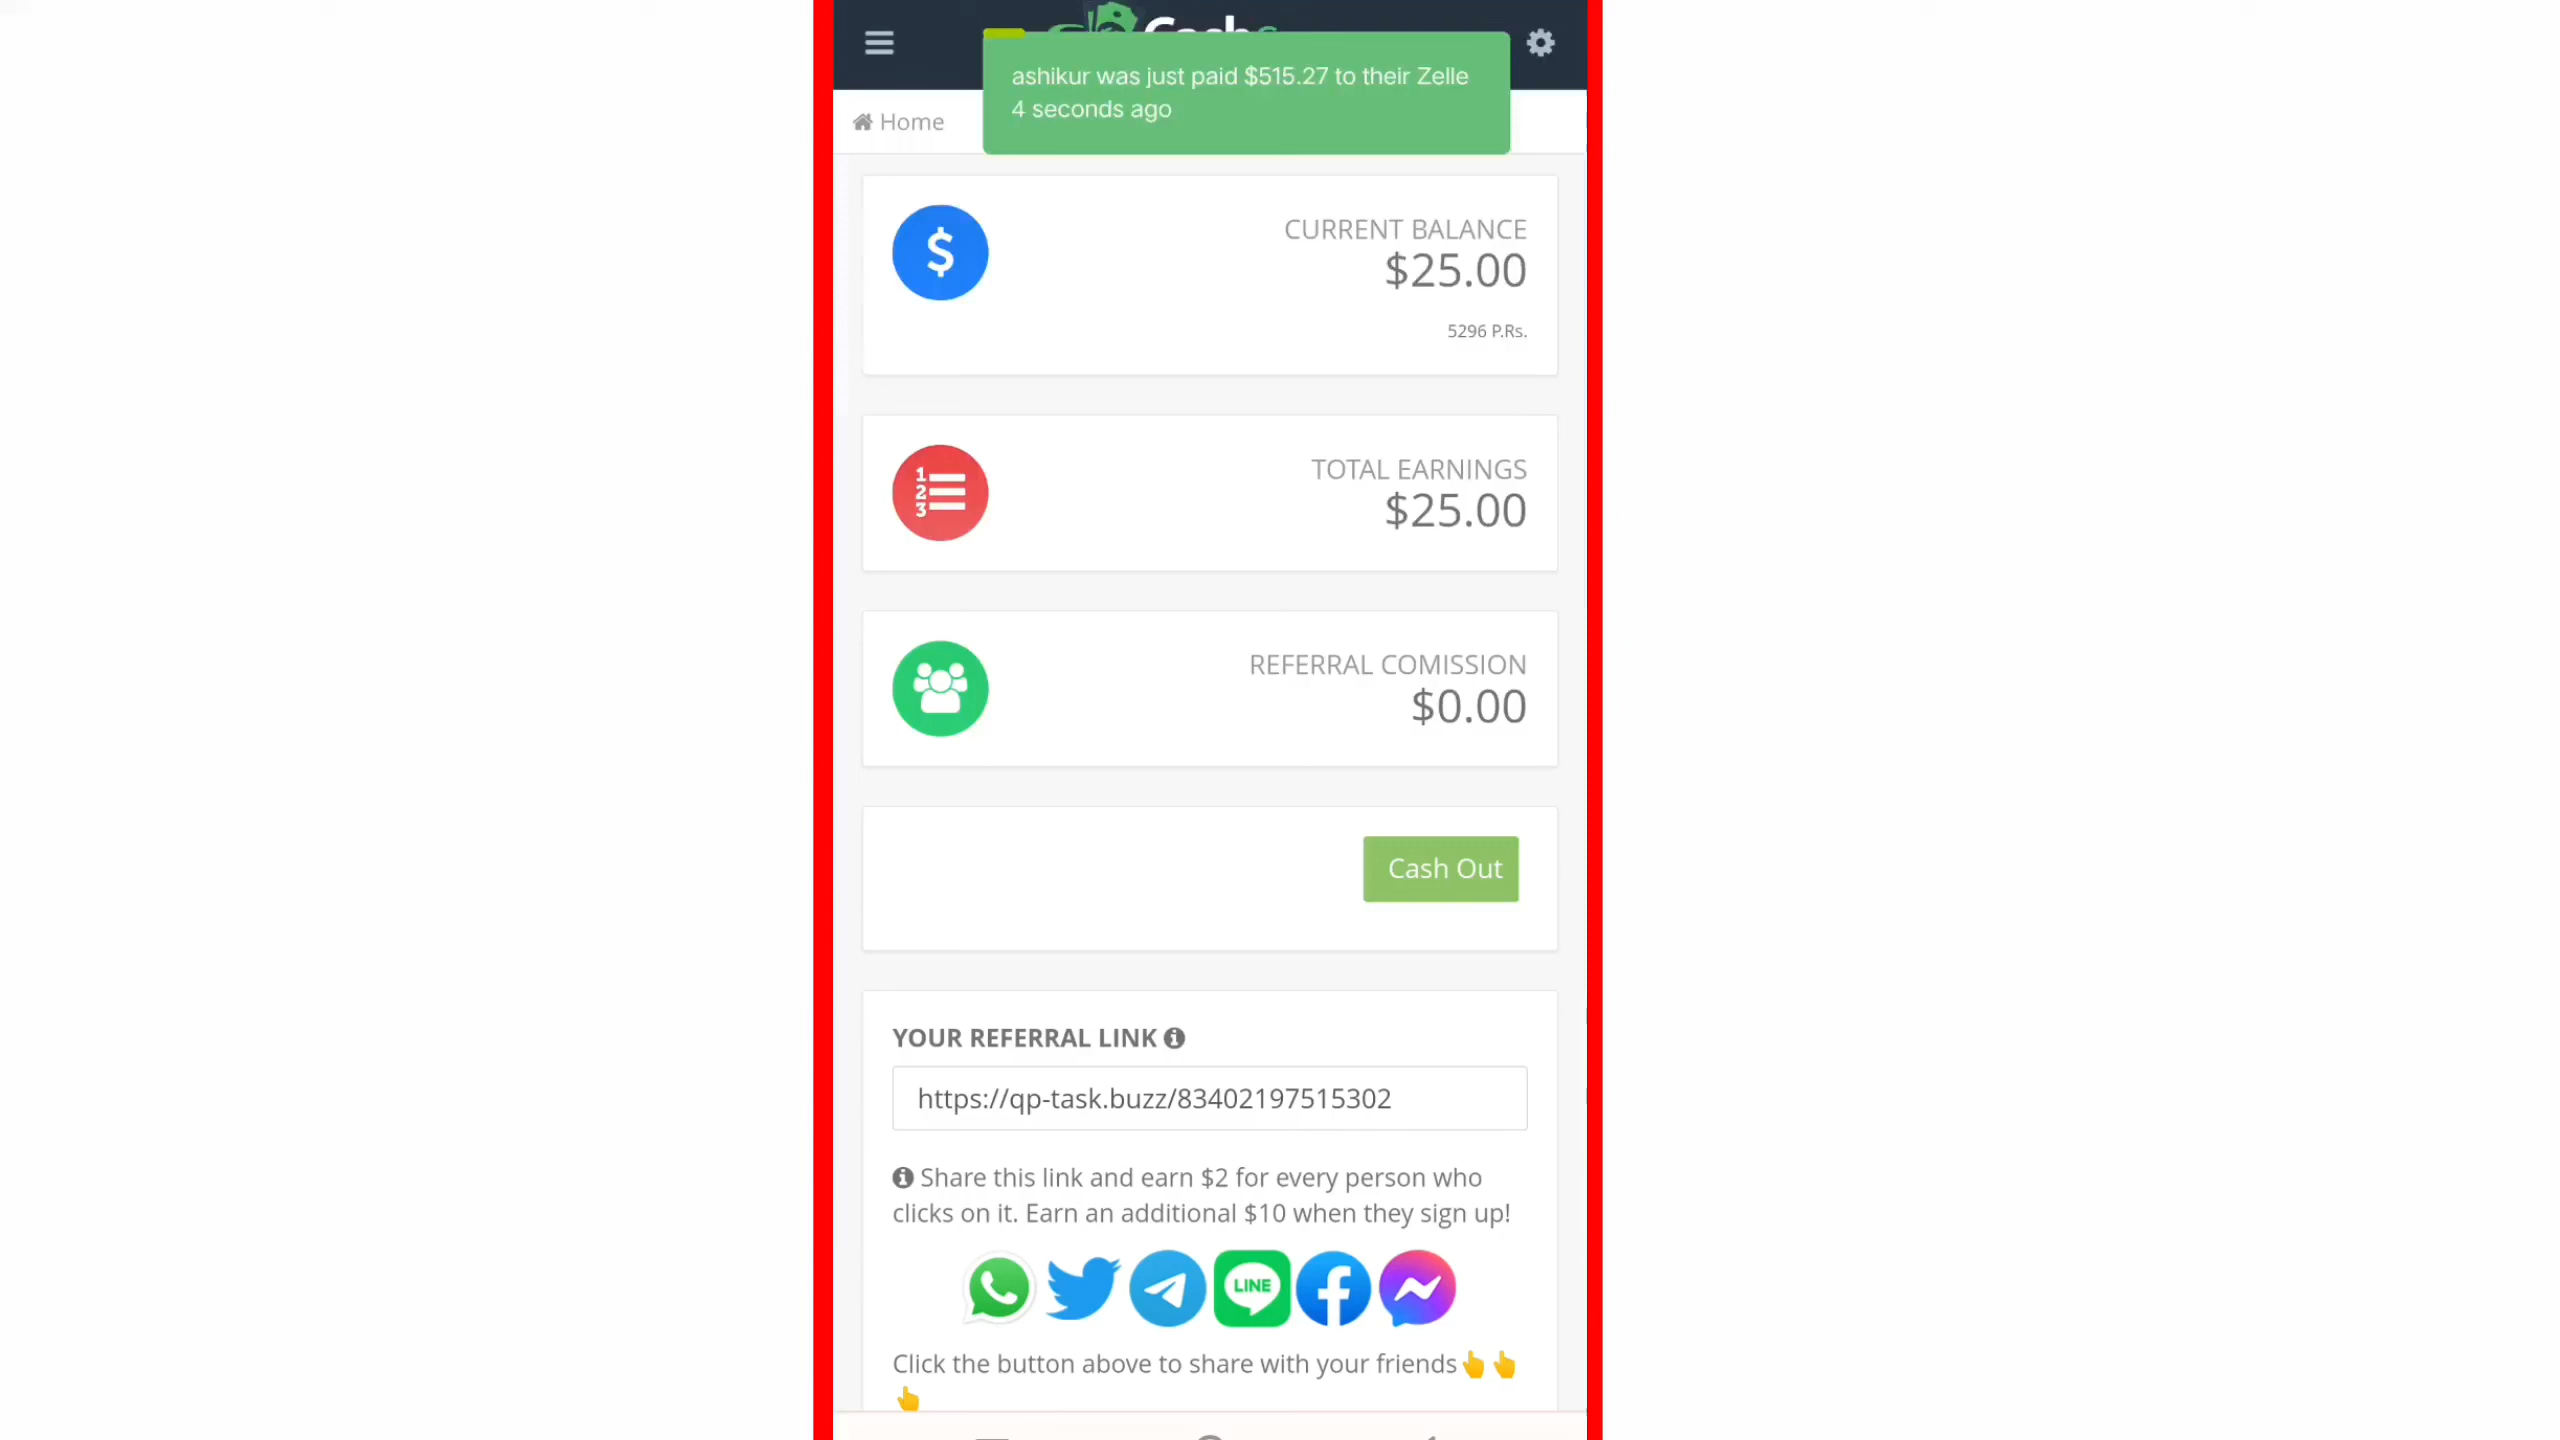 ashikur was just paid $515.27 to their Zelle
4 seconds ago
Home
CURRENT BALANCE
$25.00
5296 P.Rs.
1
2
3
TOTAL EARNINGS
$25.00
REFERRAL COMISSION
$0.00
Cash Out
YOUR REFERRAL LINK
https://qp-task.buzz/83402197515302
Share this link and earn $2 for every person who
clicks on it. Earn an additional $10 when they sign up!
LINE
Click the button above to share with your friends👆👆
👆